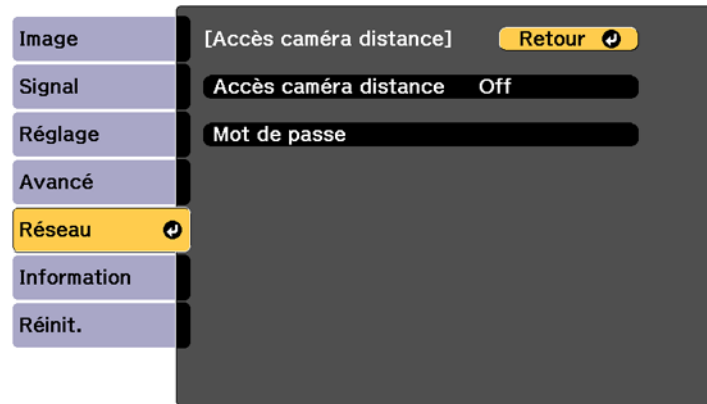 Image
Signal
Réglage
Avancé
Réseau
Information
Réinit.
[Accès caméra distance] Retour
Accès caméra distance Off
Mot de passe